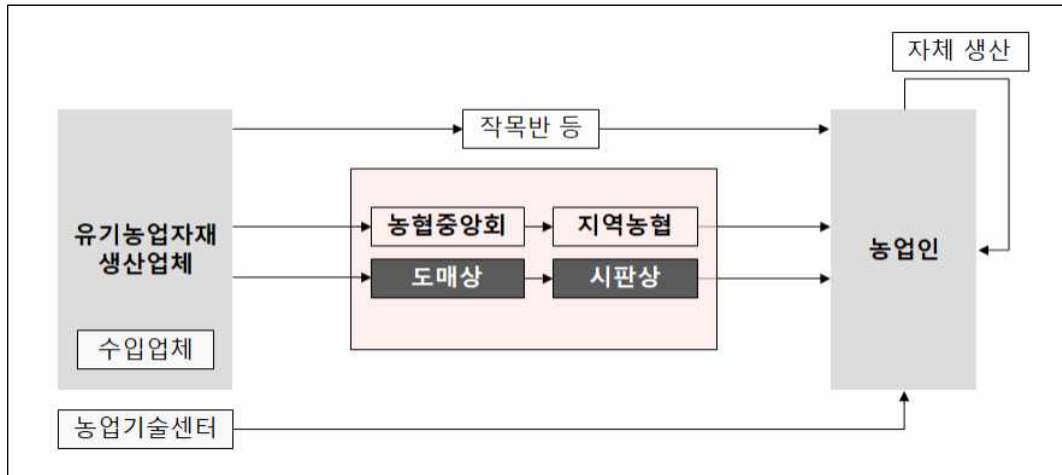 자체 생산
작목반 등
농협중앙회
지역농협
유기농업자재
생산업체
농업인
도매상
시판상
수입업체
농업기술센터